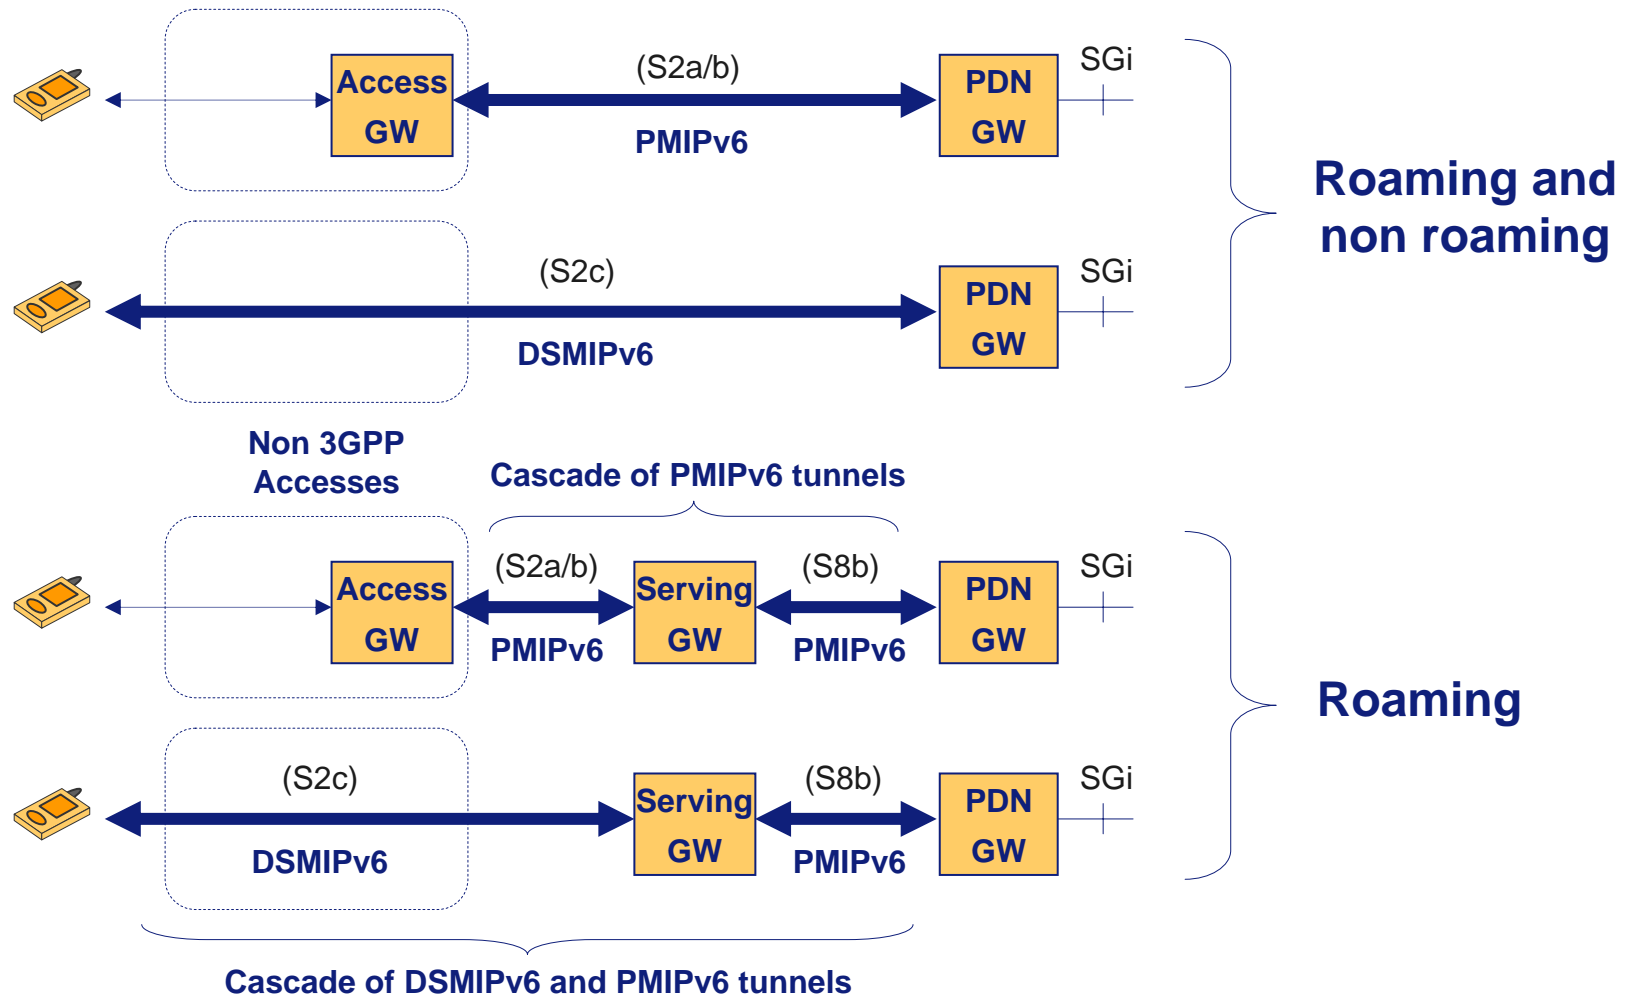 (S2a/b)
SGi
Access
GW
PDN
GW
PMIPv6
Roaming and
non roaming
(S2c)
SGi
PDN
GW
DSMIPv6
Non 3GPP
Accesses
Cascade of PMIPv6 tunnels
(S2a/b)
(S8b)
SGi
Access
GW
Serving
GW
PDN
GW
PMIPv6
PMIPv6
Roaming
(S2c)
(S8b)
SGi
Serving
GW
PDN
GW
DSMIPv6
PMIPv6
Cascade of DSMIPv6 and PMIPv6 tunnels